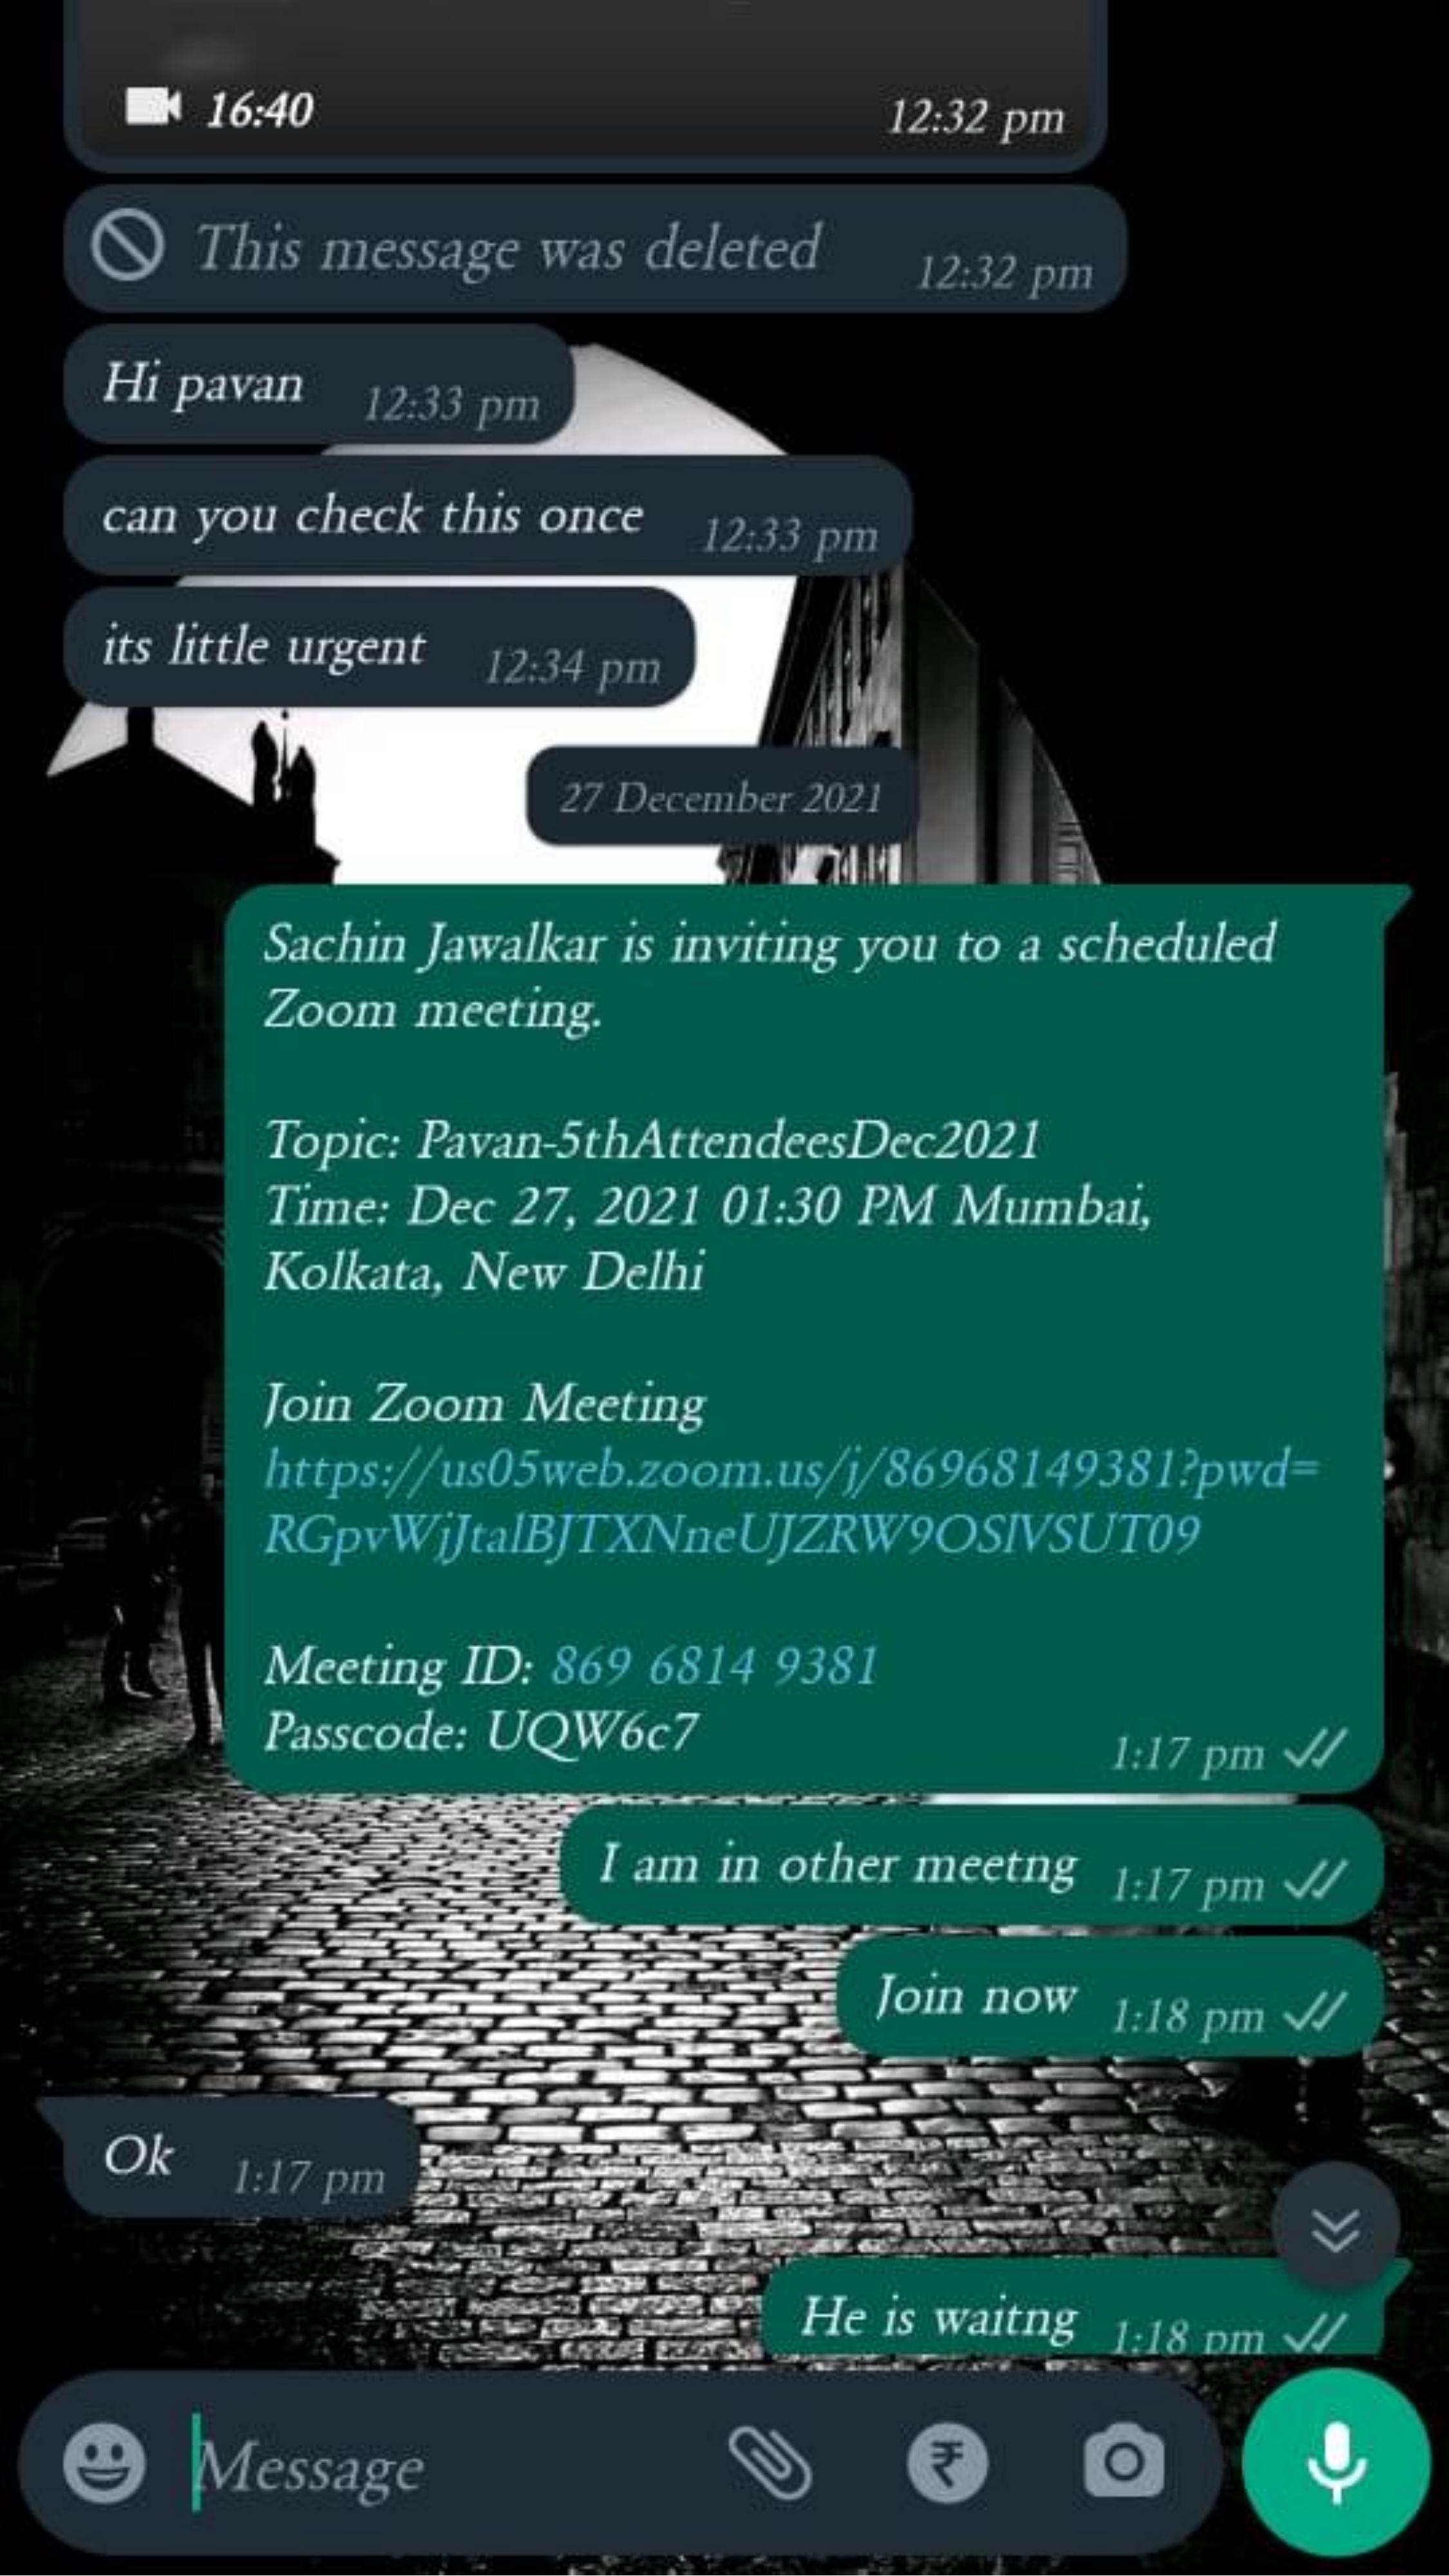 16:40
12:32 pm
This message was deleted
12:32 pm
Hi pavan
12:33 pm
can you check this once
12:33 pm
its little urgent
12:34 pm
27 December 2021
Sachin Jawalkar is inviting you to a scheduled
Zoom meeting.
Topic: Pavan-5thAttendeesDec2021
Time: Dec 27, 2021 01:30 PM Mumbai,
Kolkata, New Delhi
Join Zoom Meeting
https://us05web.zoom.us/j/86968149381?pwd=
RGpvWjJtalBJTXNneUJZRW9OSlVSUT09
Meeting ID: 869 6814 9381
Passcode: UQW6c7
1:17 pm
I am in other meetng
1:17 pm
Join now
1:18 pm
Ok
1:17 pm
He is waitng
1:18 pm
Message